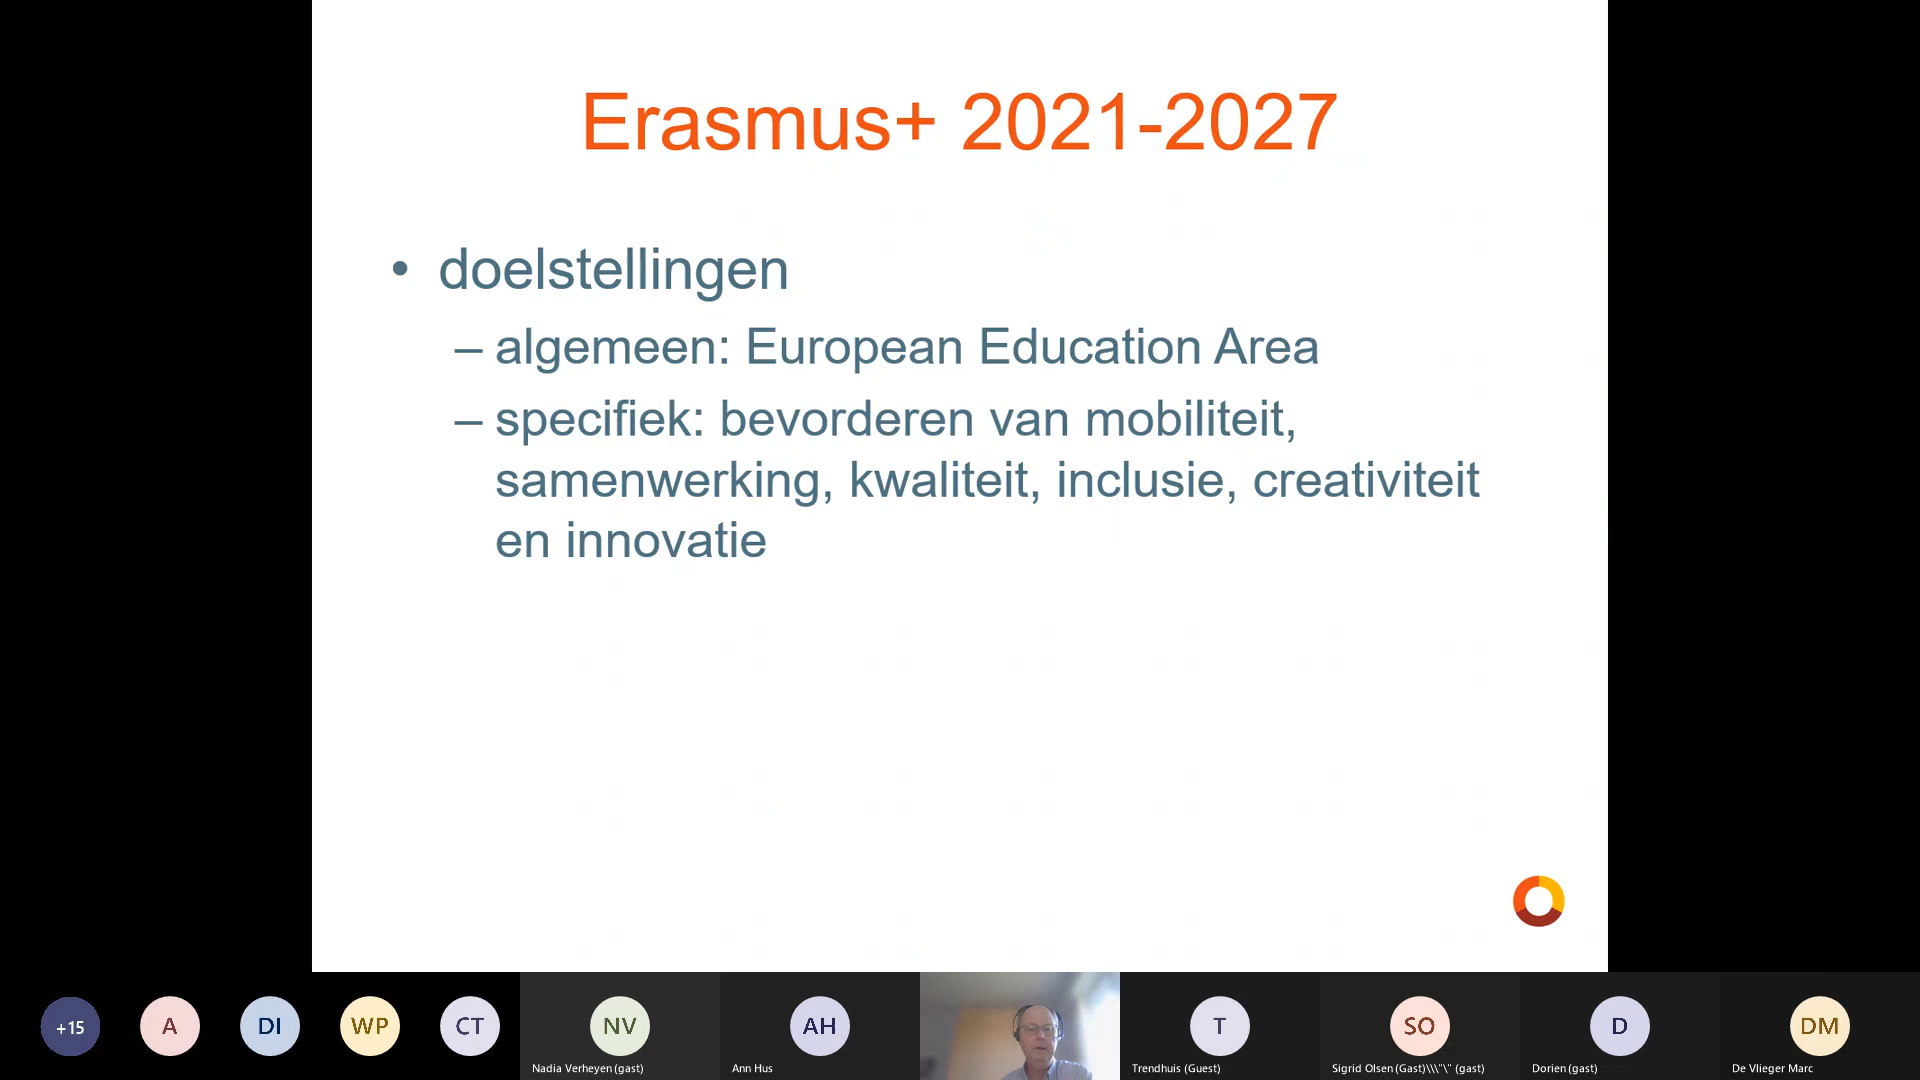 Erasmus+ 2021-2027
• doelstellingen
– algemeen: European Education Area
– specifiek: bevorderen van mobiliteit,
samenwerking, kwaliteit, inclusie, creativiteit
en innovatie
+15
A
DI
WP
CT
NV
Nadia Verheyen (gast)
AH
Ann Hus
T
Trendhuis (Guest)
SO
Sigrid Olsen (Gast)\\\"\" (gast)
D
Dorien (gast)
DM
De Vlieger Marc